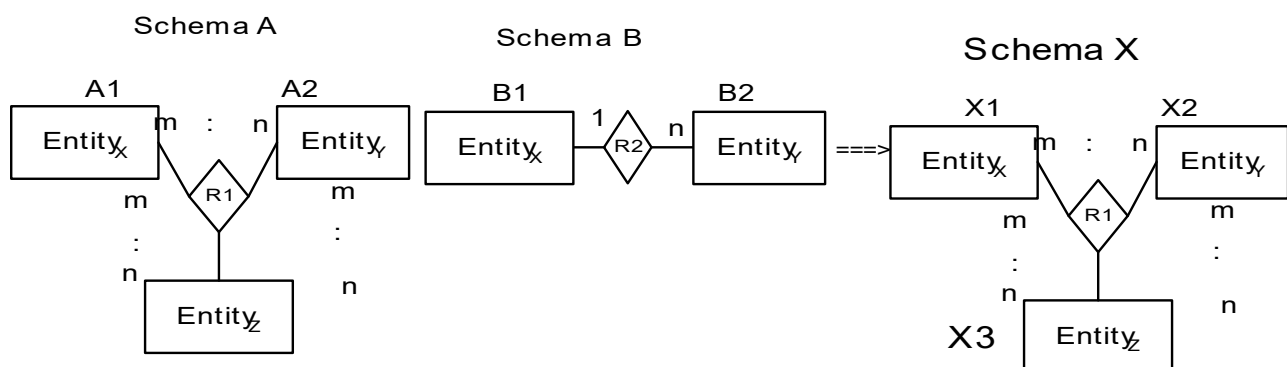 Schema A
A1
A2
Entity X
m : n
Entity Y
R1
m : n
m : n
Entity Z
Schema B
B1
B2
Entity X
1
R2
n
Entity Y
===>
Schema X
X1
X2
Entity X
m : n
Entity Y
R1
m : n
m : n
X3
Entity Z